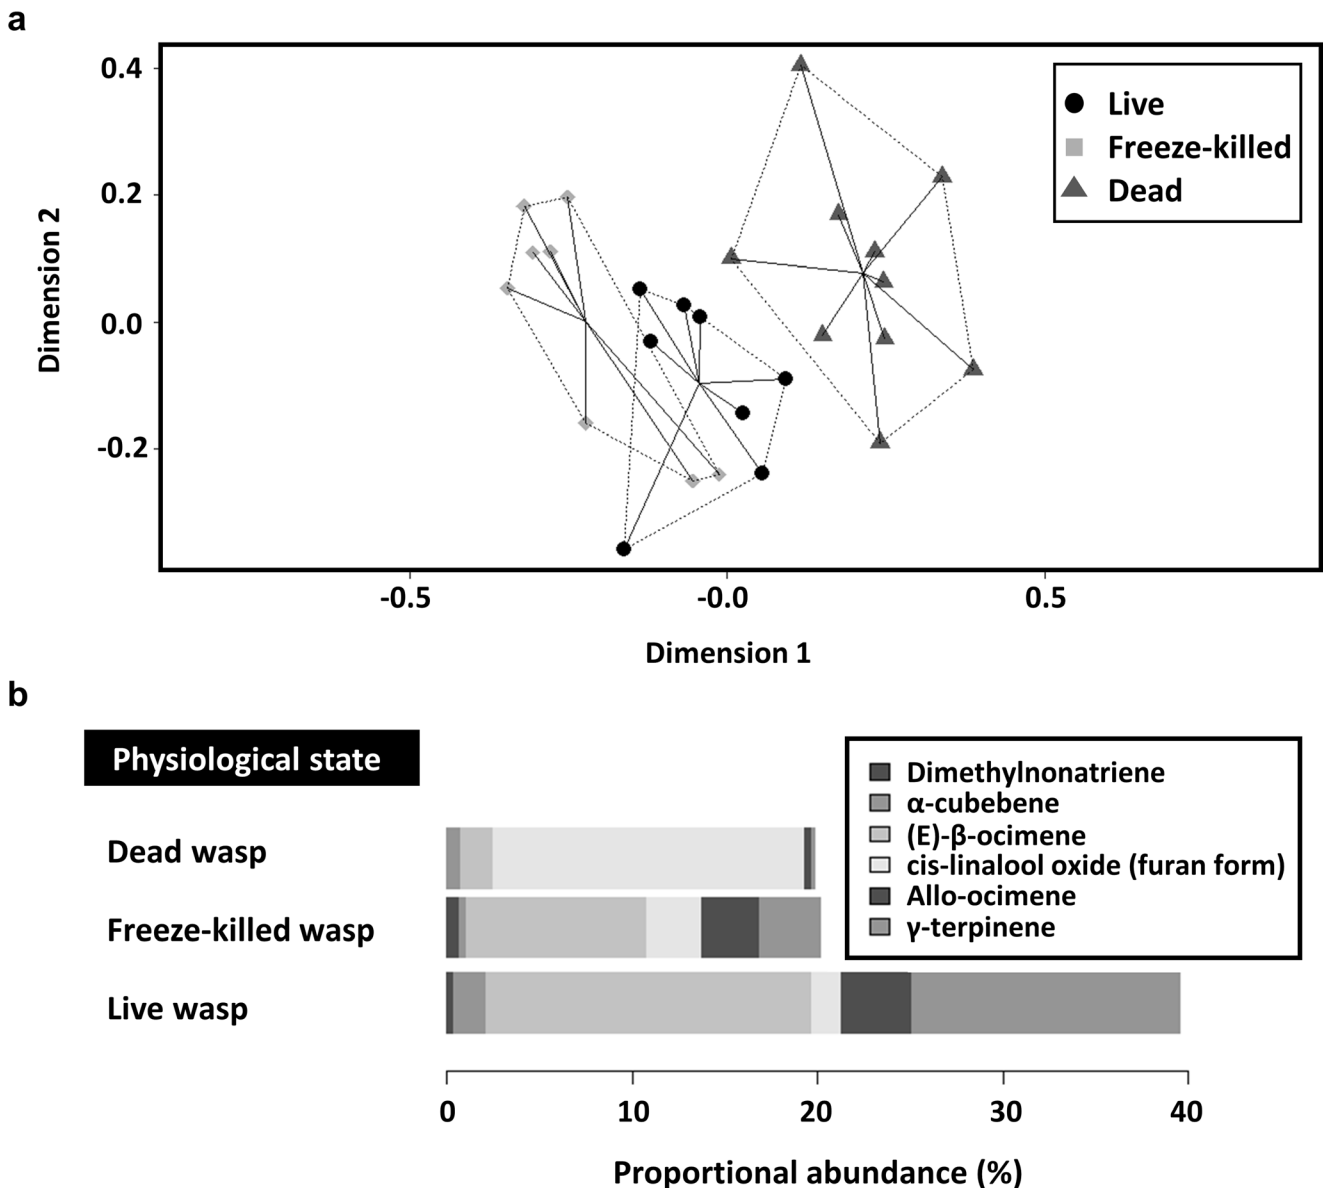 a
0.4
0.2
0.0
-0.2
Dimension 2
Live
Freeze-killed
Dead
-0.5
-0.0
0.5
Dimension 1
b
Physiological state
Dimethylnonatriene
α-cubebene
(E)-β-ocimene
cis-linalool oxide (furan form)
Allo-ocimene
γ-terpinene
Dead wasp
Freeze-killed wasp
Live wasp
0
10
20
30
40
Proportional abundance (%)